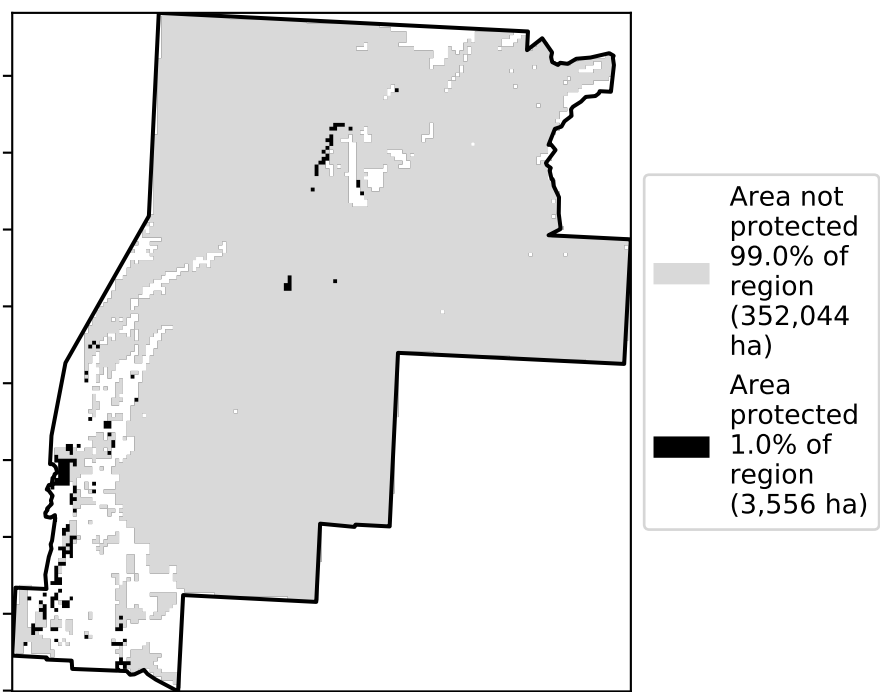 Area not
protected
99.0% of
region
(352,044
ha)
Area
protected
1.0% of
region
(3,556 ha)